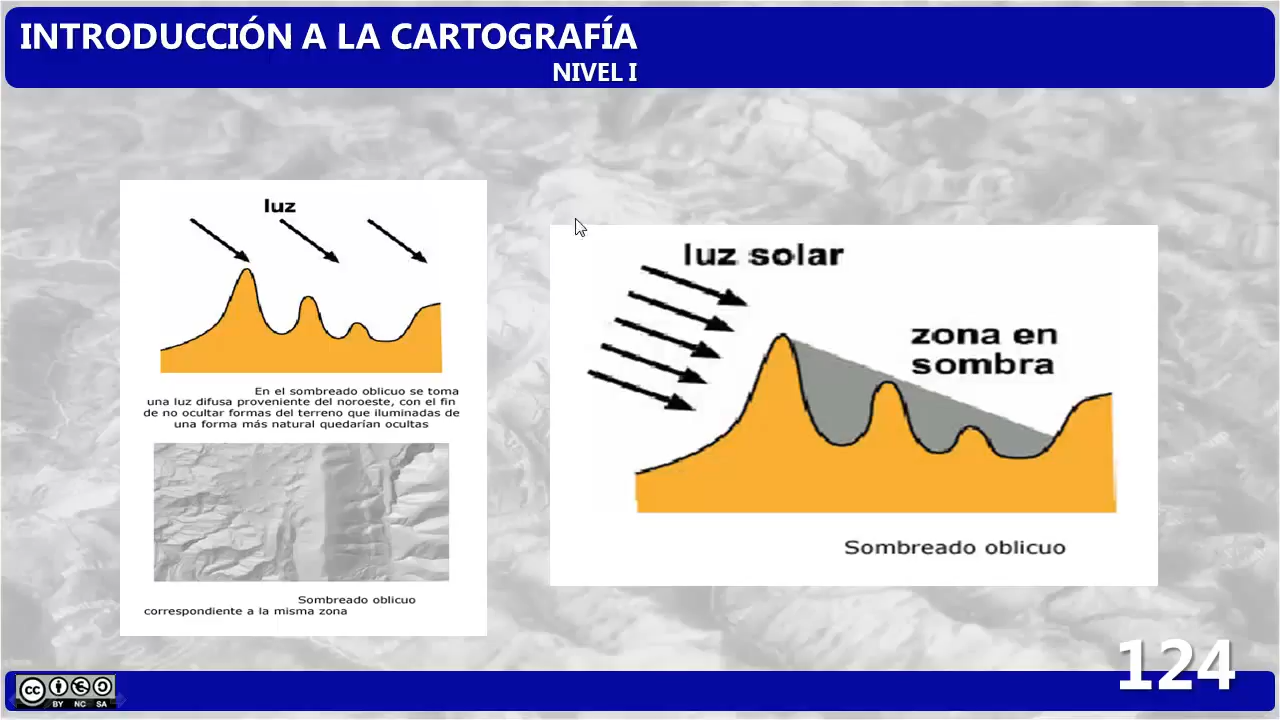 INTRODUCCIÓN A LA CARTOGRAFÍA
NIVEL I
luz
En el sombreado oblicuo se toma
una luz difusa proveniente del noroeste, con el fin
de no ocultar formas del terreno que iluminadas de
una forma más natural quedarían ocultas
Sombreado oblicuo
correspondiente a la misma zona
luz solar
zona en
sombra
Sombreado oblicuo
124
cc
BY NC SA